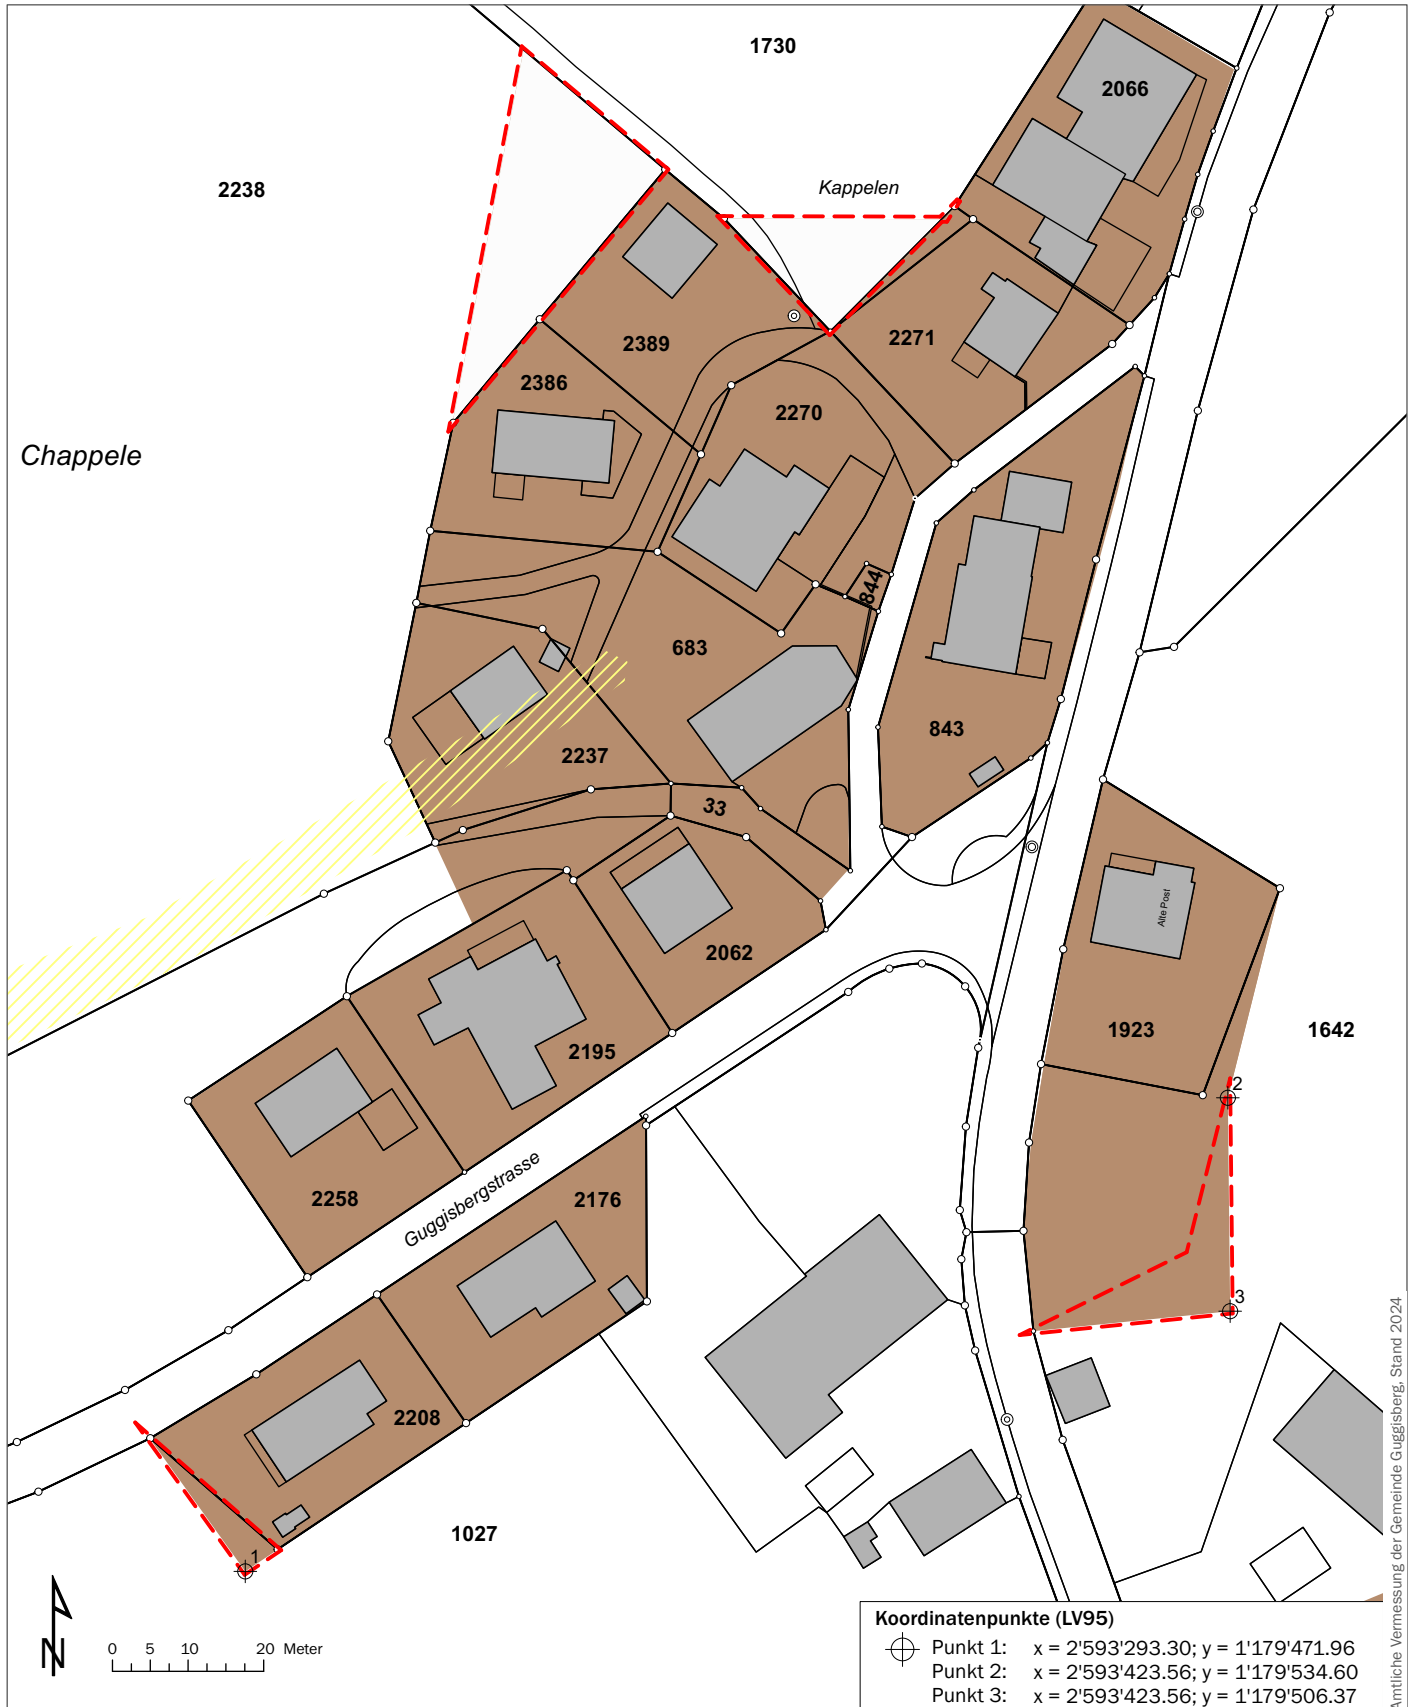 1730
2066
2238
Kappelen
2389
2271
2386
2270
Chappele
844
683
843
2237
33
Alte Post
2062
1923
1642
2195
2
2258
2176
Guggisbergstrasse
3
2208
1027
1
N
0 5 10 20 Meter
Koordinatenpunkte (LV95)
Punkt 1: x = 2'593'293.30; y = 1'179'471.96
Punkt 2: x = 2'593'423.56; y = 1'179'534.60
Punkt 3: x = 2'593'423.56; y = 1'179'506.37
Amtliche Vermessung der Gemeinde Guggisberg, Stand 2024